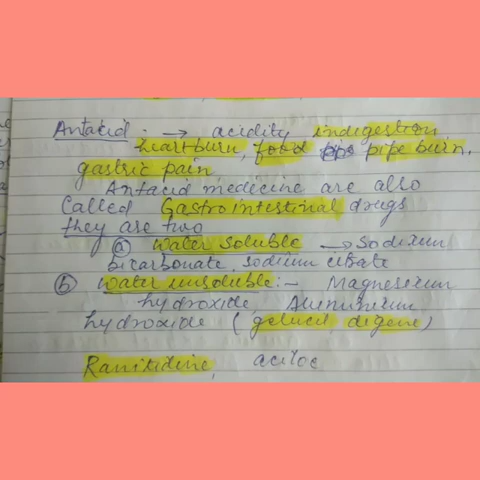 Antacid :- → acidity indigestion,
heartburn, food pipe burn,
gastric pain
Antacid medicine are also
Called Gastrointestinal drugs
they are two
(a) Water soluble → Sodium
bicarbonate, sodium citrate
(b) Water unsoluble :- Magnesium
hydroxide Aluminium
hydroxide (gelucil digene)
Ranitidine, aciloc